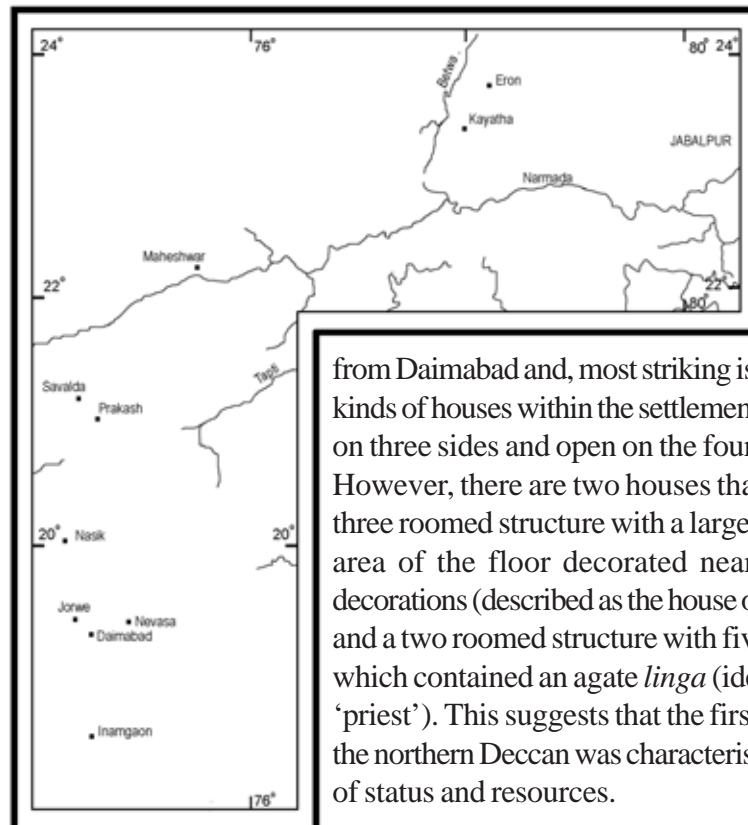 24°
76°
80° 24°
Betwa
Eron
Kayatha
JABALPUR
Narmada
Maheshwar
22°
22°
80°
Tapti
Savalda
Prakash
20°
Nasik
20°
Jorwe
Nevasa
Daimabad
Inamgaon
76°
from Daimabad and, most striking is
kinds of houses within the settlemen
on three sides and open on the four
However, there are two houses tha
three roomed structure with a large
area of the floor decorated near
decorations (described as the house o
and a two roomed structure with fiv
which contained an agate linga (ide
‘priest’). This suggests that the firs
the northern Deccan was characteris
of status and resources.